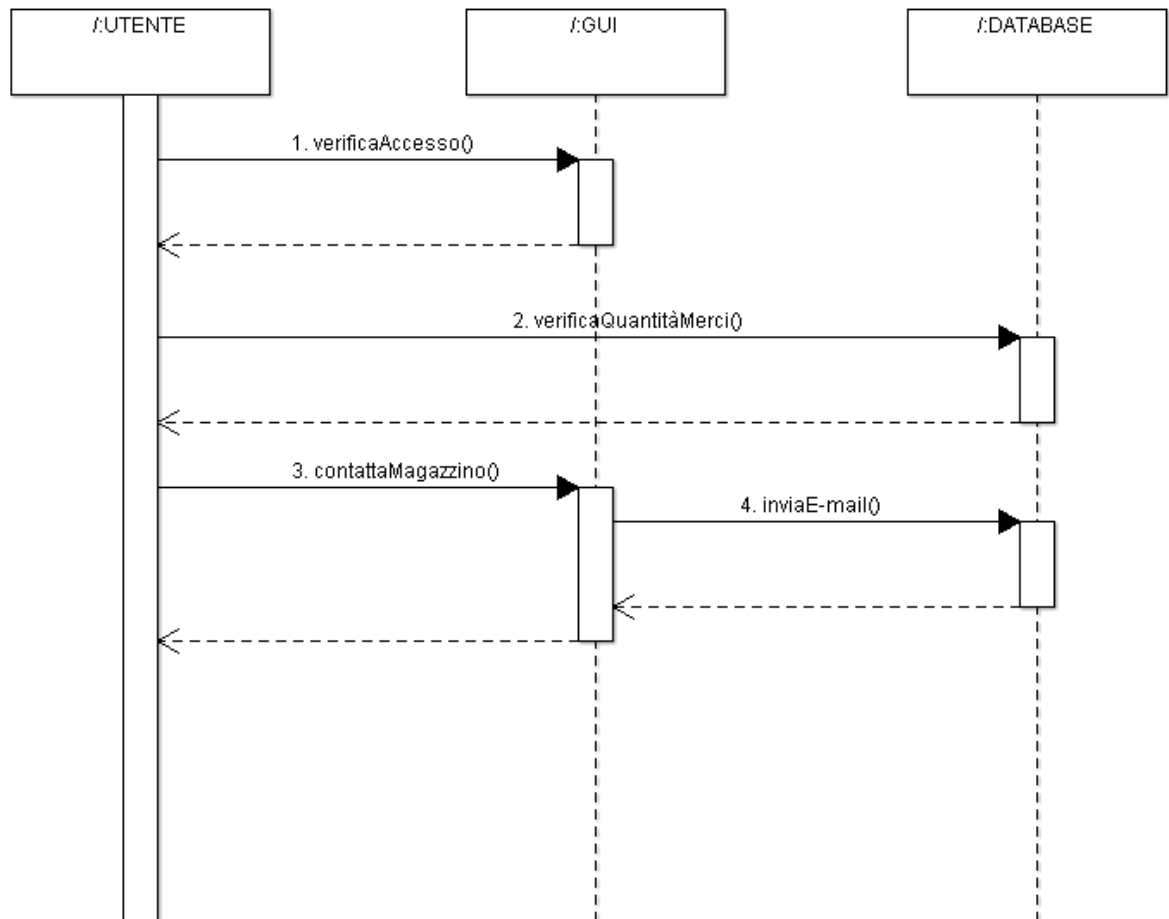 /:UTENTE
/:GUI
/:DATABASE
1. verificaAccesso()
2. verificaQuantitàMerci()
3. contattaMagazzino()
4. inviaE-mail()